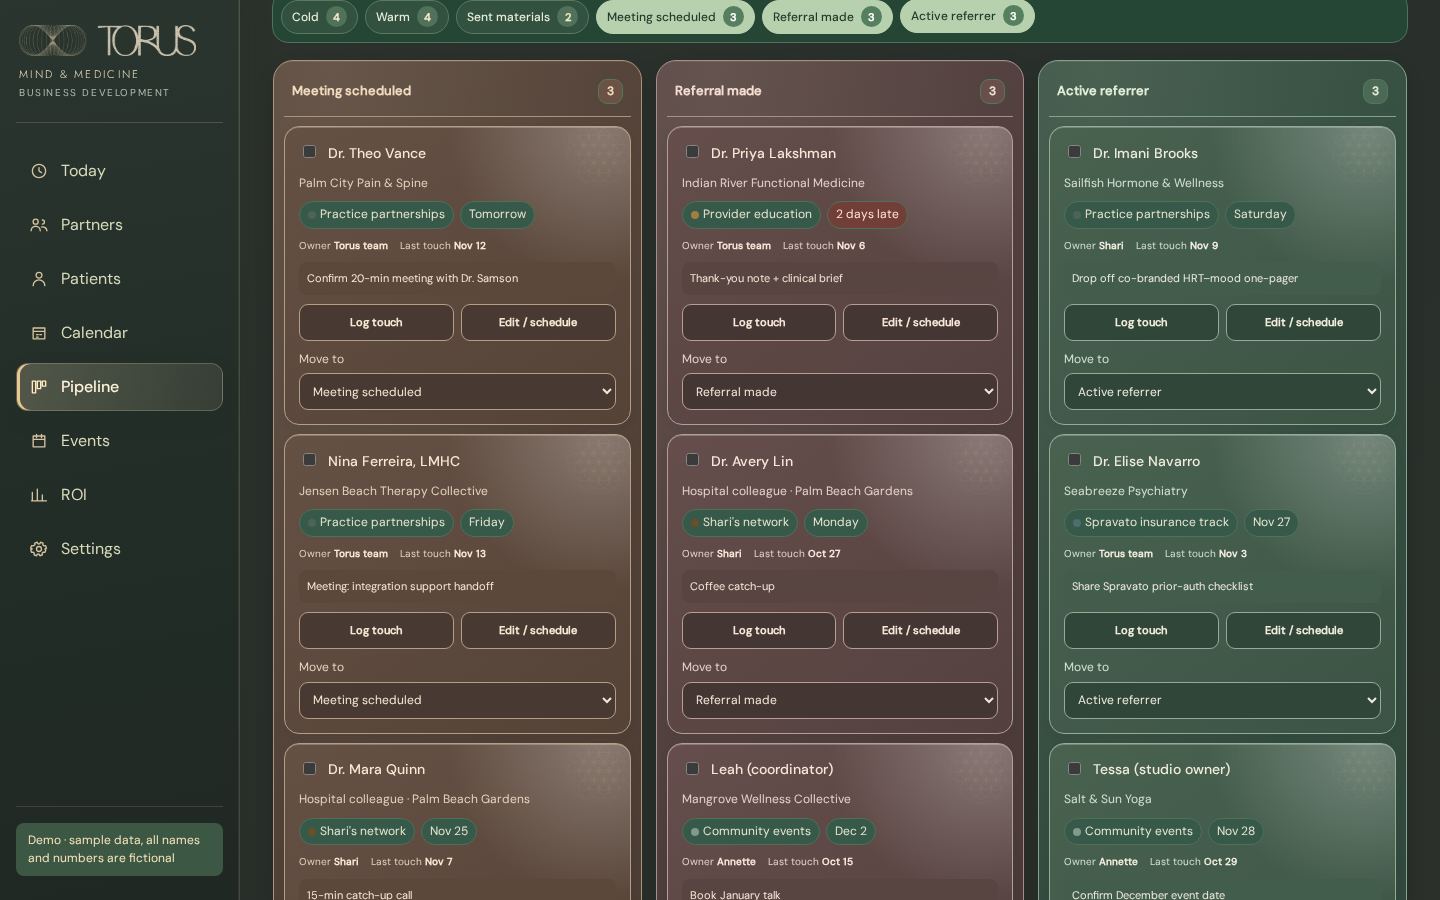 TORUS
MIND & MEDICINE
BUSINESS DEVELOPMENT
Today
Partners
Patients
Calendar
Pipeline
Events
ROI
Settings
Demo · sample data, all names
and numbers are fictional
Cold 4 Warm 4 Sent materials 2 Meeting scheduled 3 Referral made 3 Active referrer 3
Meeting scheduled 3
Dr. Theo Vance
Palm City Pain & Spine
Practice partnerships Tomorrow
Owner Torus team Last touch Nov 12
Confirm 20-min meeting with Dr. Samson
Log touch Edit / schedule
Move to
Meeting scheduled
Nina Ferreira, LMHC
Jensen Beach Therapy Collective
Practice partnerships Friday
Owner Torus team Last touch Nov 13
Meeting: integration support handoff
Log touch Edit / schedule
Move to
Meeting scheduled
Dr. Mara Quinn
Hospital colleague · Palm Beach Gardens
Shari's network Nov 25
Owner Shari Last touch Nov 7
15-min catch-up call
Referral made 3
Dr. Priya Lakshman
Indian River Functional Medicine
Provider education 2 days late
Owner Torus team Last touch Nov 6
Thank-you note + clinical brief
Log touch Edit / schedule
Move to
Referral made
Dr. Avery Lin
Hospital colleague · Palm Beach Gardens
Shari's network Monday
Owner Shari Last touch Oct 27
Coffee catch-up
Log touch Edit / schedule
Move to
Referral made
Leah (coordinator)
Mangrove Wellness Collective
Community events Dec 2
Owner Annette Last touch Oct 15
Book January talk
Active referrer 3
Dr. Imani Brooks
Sailfish Hormone & Wellness
Practice partnerships Saturday
Owner Shari Last touch Nov 9
Drop off co-branded HRT–mood one-pager
Log touch Edit / schedule
Move to
Active referrer
Dr. Elise Navarro
Seabreeze Psychiatry
Spravato insurance track Nov 27
Owner Torus team Last touch Nov 3
Share Spravato prior-auth checklist
Log touch Edit / schedule
Move to
Active referrer
Tessa (studio owner)
Salt & Sun Yoga
Community events Nov 28
Owner Annette Last touch Oct 29
Confirm December event date